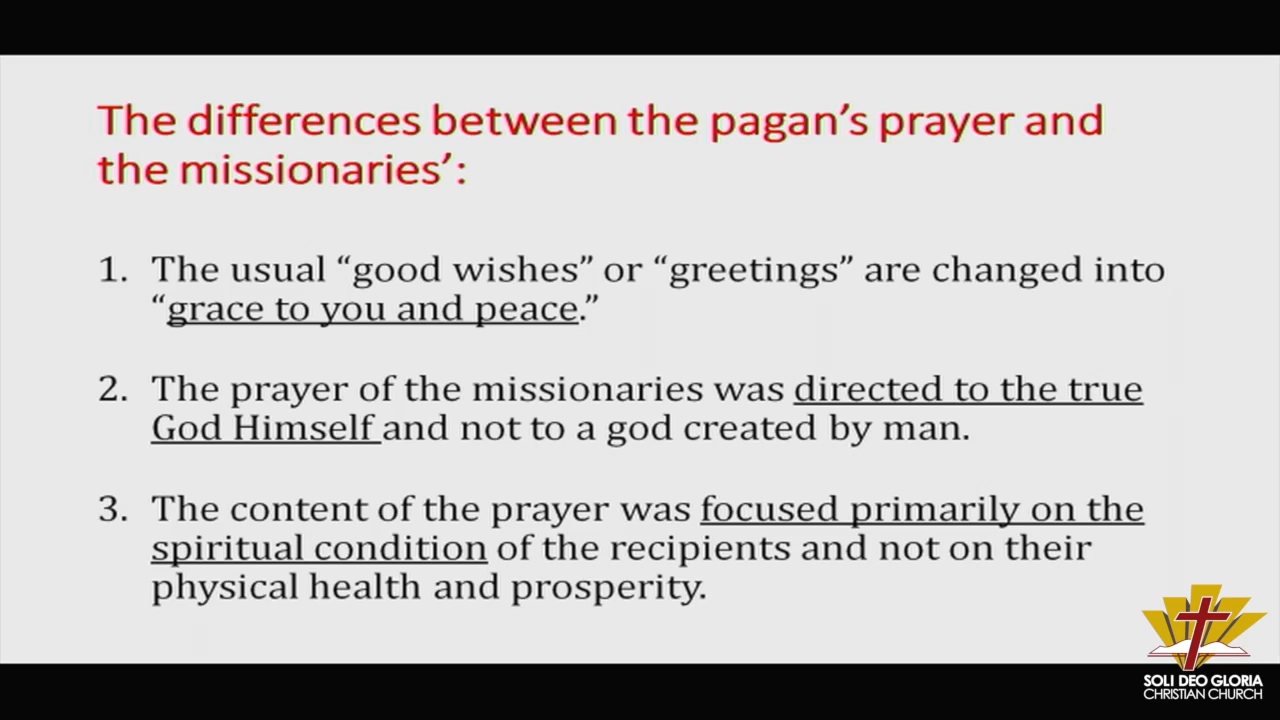 The differences between the pagan’s prayer and
the missionaries’:
1. The usual “good wishes” or “greetings” are changed into
“grace to you and peace.”
2. The prayer of the missionaries was directed to the true
God Himself and not to a god created by man.
3. The content of the prayer was focused primarily on the
spiritual condition of the recipients and not on their
physical health and prosperity.
SOLI DEO GLORIA
CHRISTIAN CHURCH